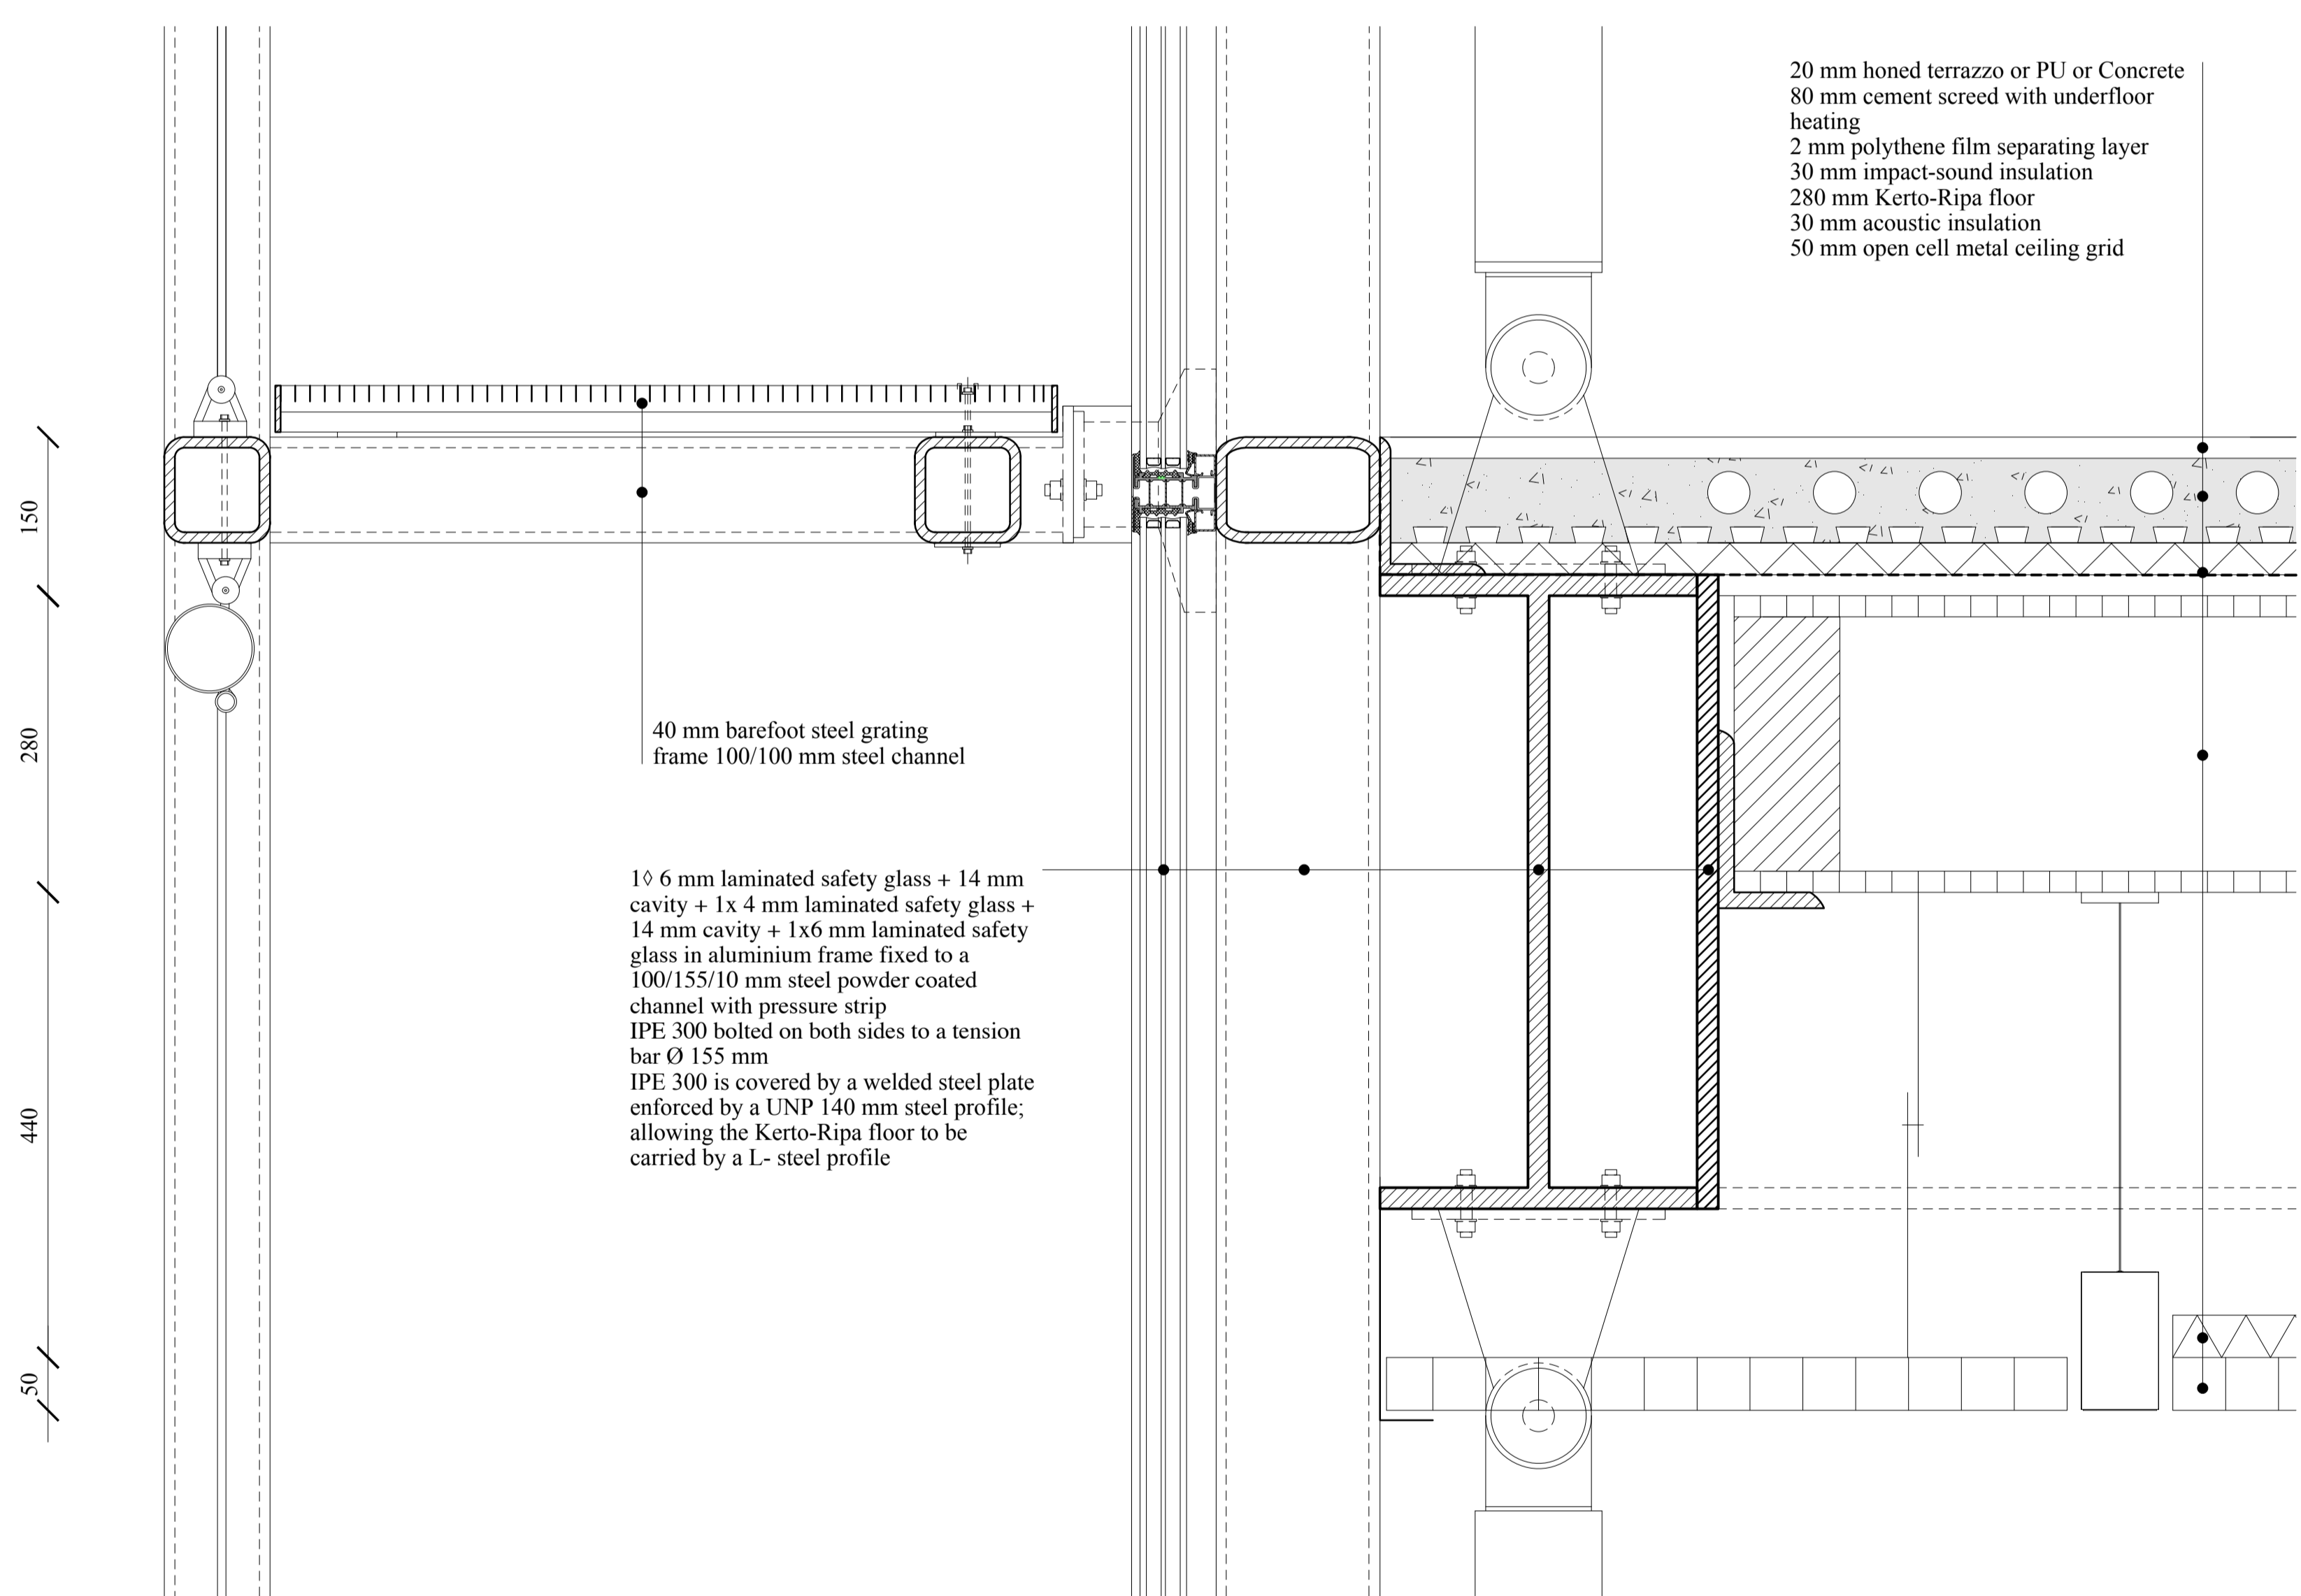 20 mm honed terrazzo or PU or Concrete
80 mm cement screed with underfloor
heating
2 mm polythene film separating layer
30 mm impact-sound insulation
280 mm Kerto-Ripa floor
30 mm acoustic insulation
50 mm open cell metal ceiling grid
150
280
440
50
40 mm barefoot steel grating
frame 100/100 mm steel channel
1◊ 6 mm laminated safety glass + 14 mm
cavity + 1x 4 mm laminated safety glass +
14 mm cavity + 1x6 mm laminated safety
glass in aluminium frame fixed to a
100/155/10 mm steel powder coated
channel with pressure strip
IPE 300 bolted on both sides to a tension
bar Ø 155 mm
IPE 300 is covered by a welded steel plate
enforced by a UNP 140 mm steel profile;
allowing the Kerto-Ripa floor to be
carried by a L- steel profile